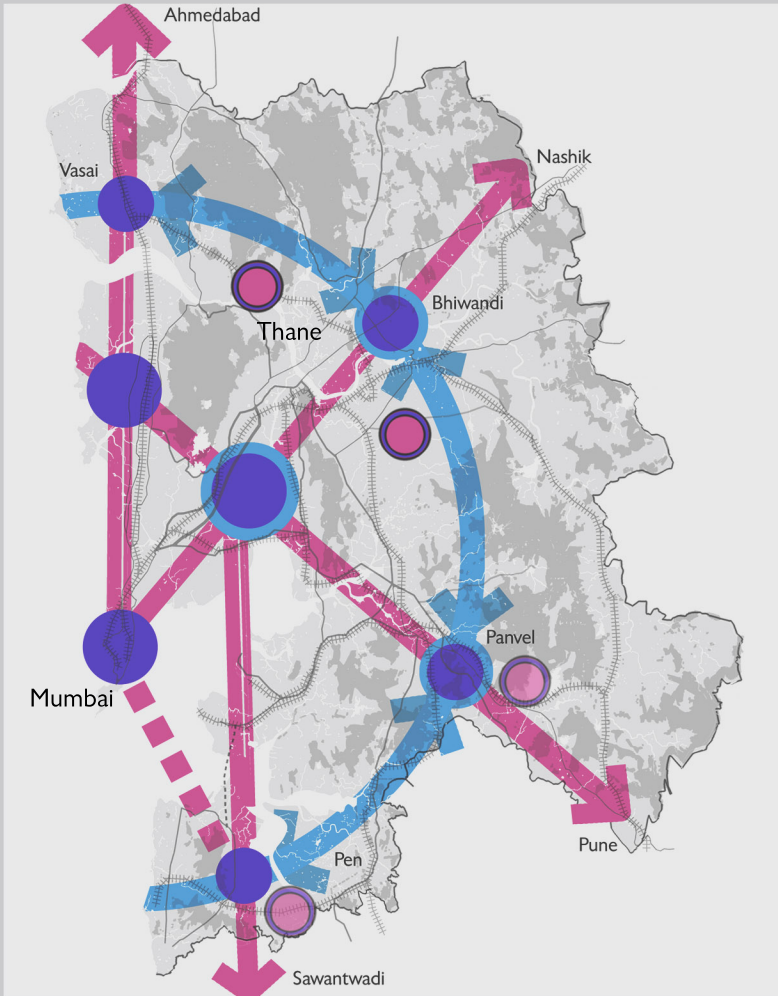 Ahmedabad
Nashik
Vasai
Bhiwandi
Thane
Panvel
Mumbai
Pune
Pen
Sawantwadi